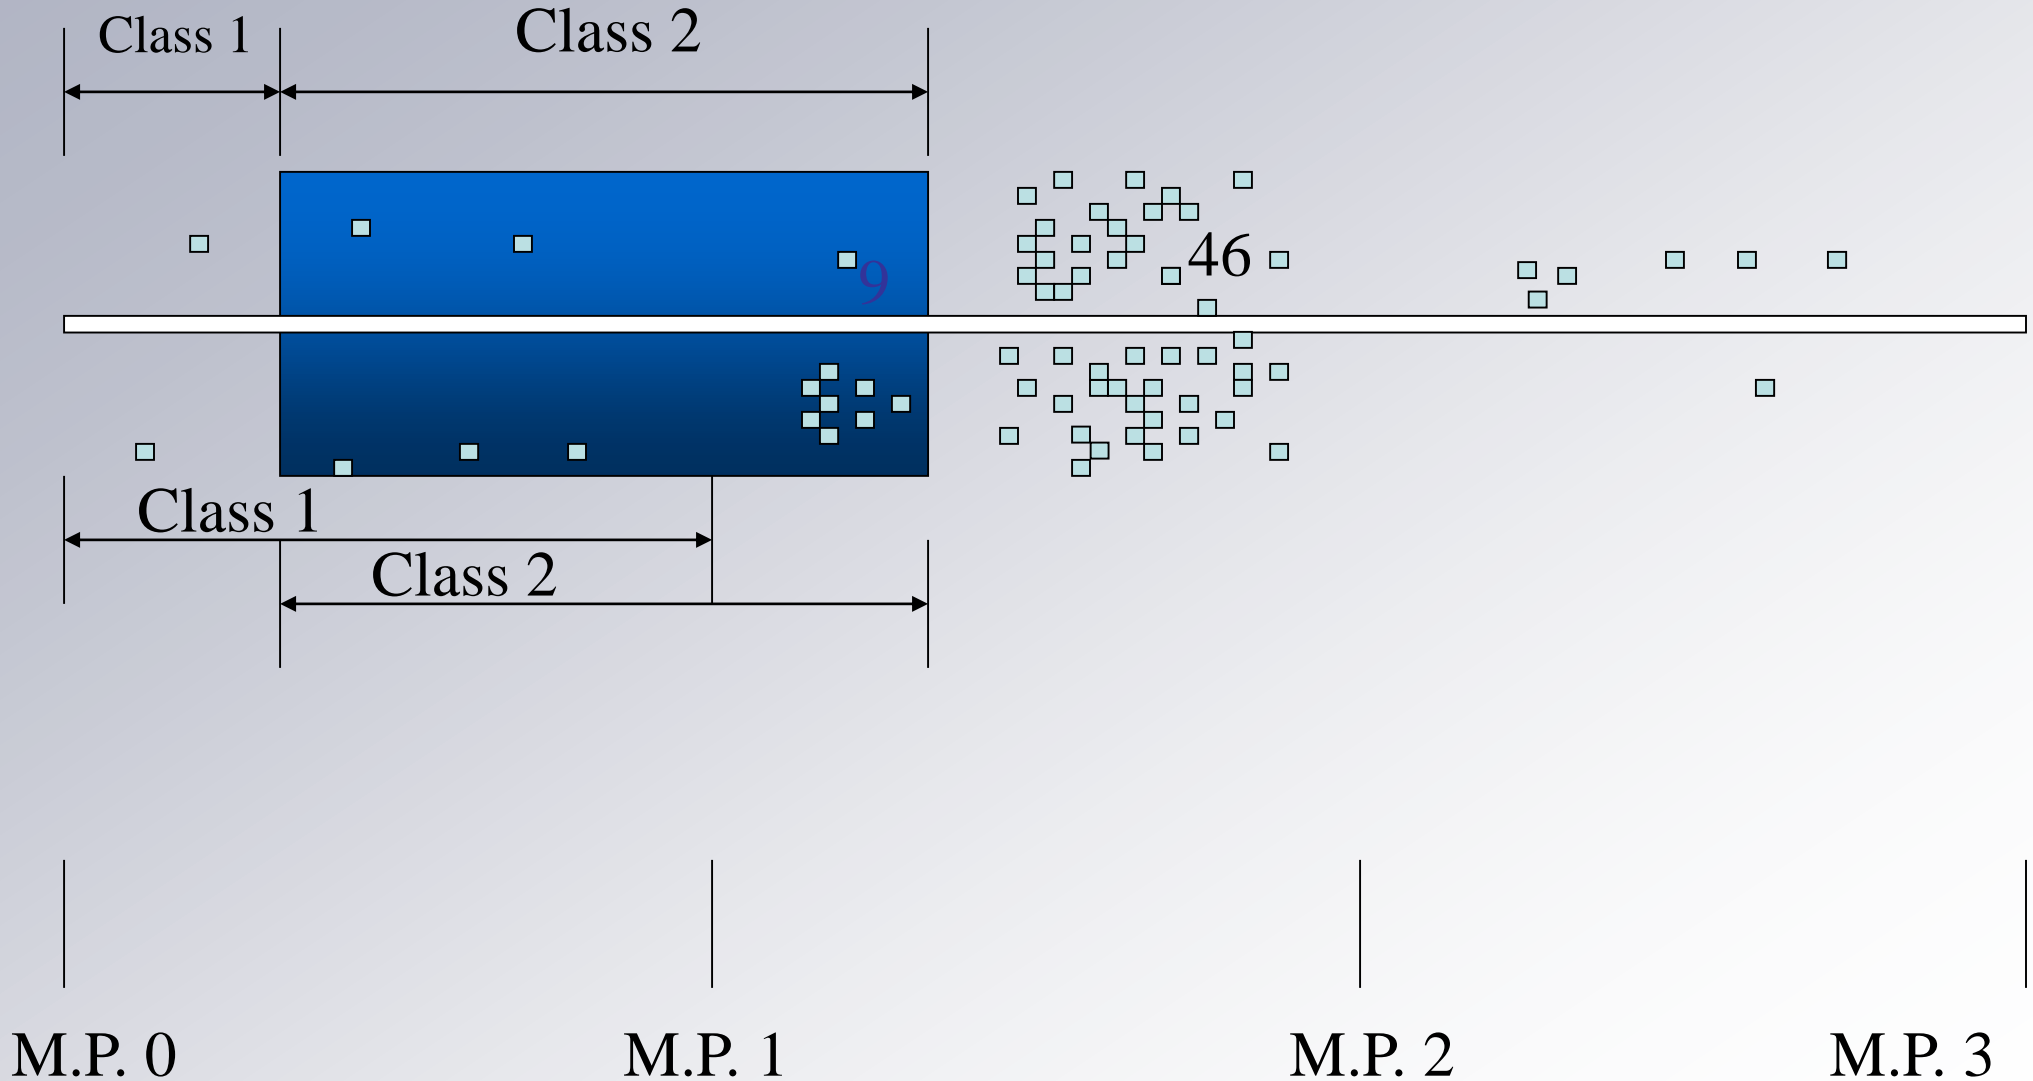 Class 1
Class 2
46
9
Class 1
Class 2
M.P. 0
M.P. 1
M.P. 2
M.P. 3